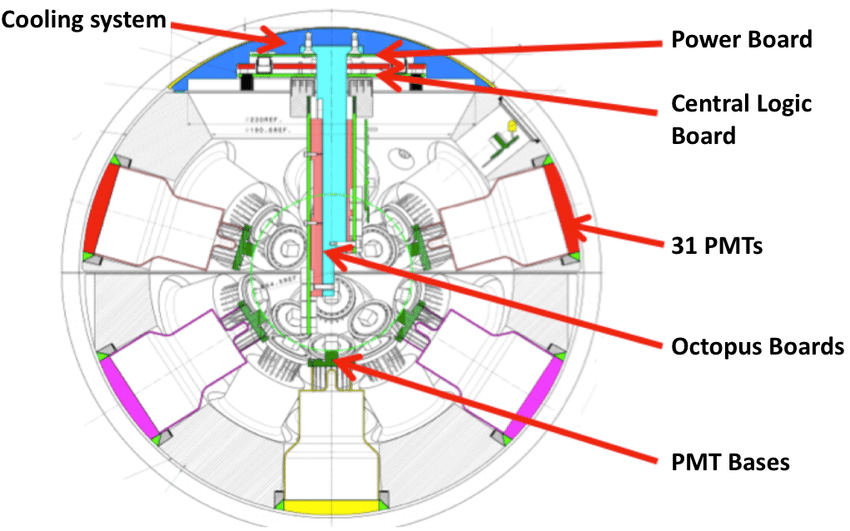 Cooling system
Power Board
Central Logic
Board
31 PMTs
Octopus Boards
PMT Bases